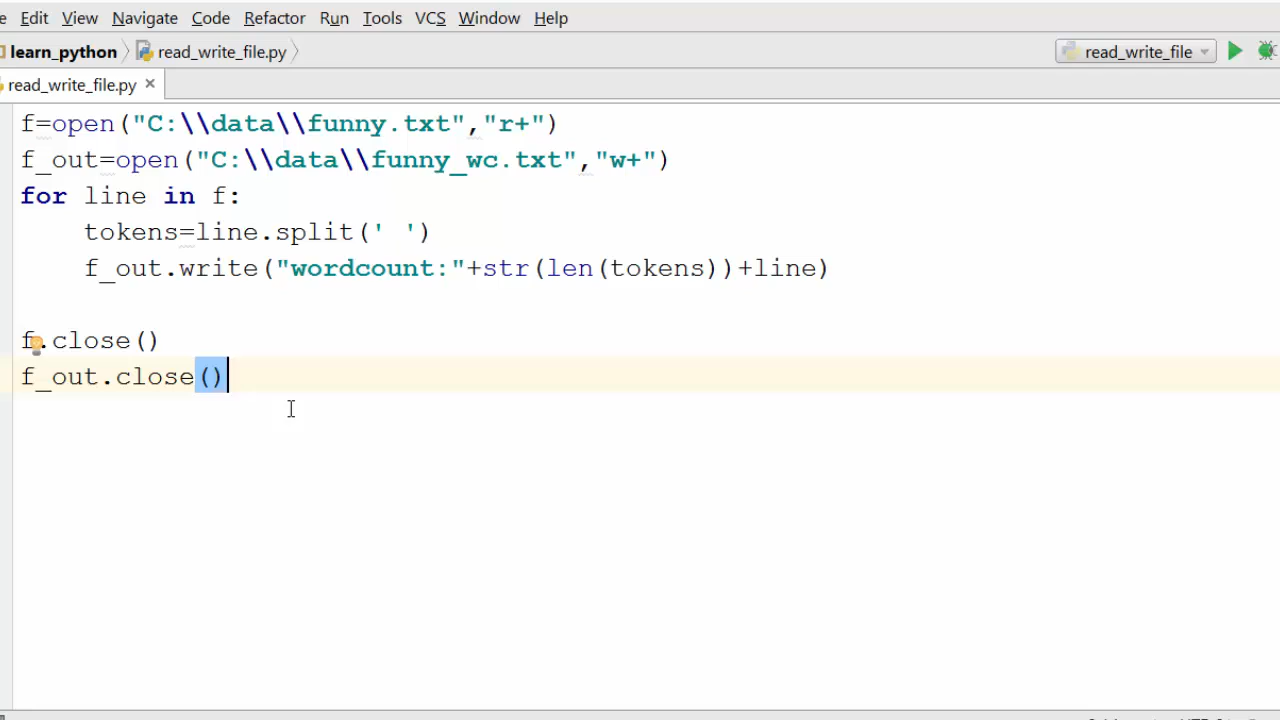 Edit View Navigate Code Refactor Run Tools VCS Window Help
learn_python read_write_file.py read_write_file
read_write_file.py
f=open("C:\\data\\funny.txt","r+")
f_out=open("C:\\data\\funny_wc.txt","w+")
for line in f:
    tokens=line.split(' ')
    f_out.write("wordcount:"+str(len(tokens))+line)
f.close()
f_out.close()